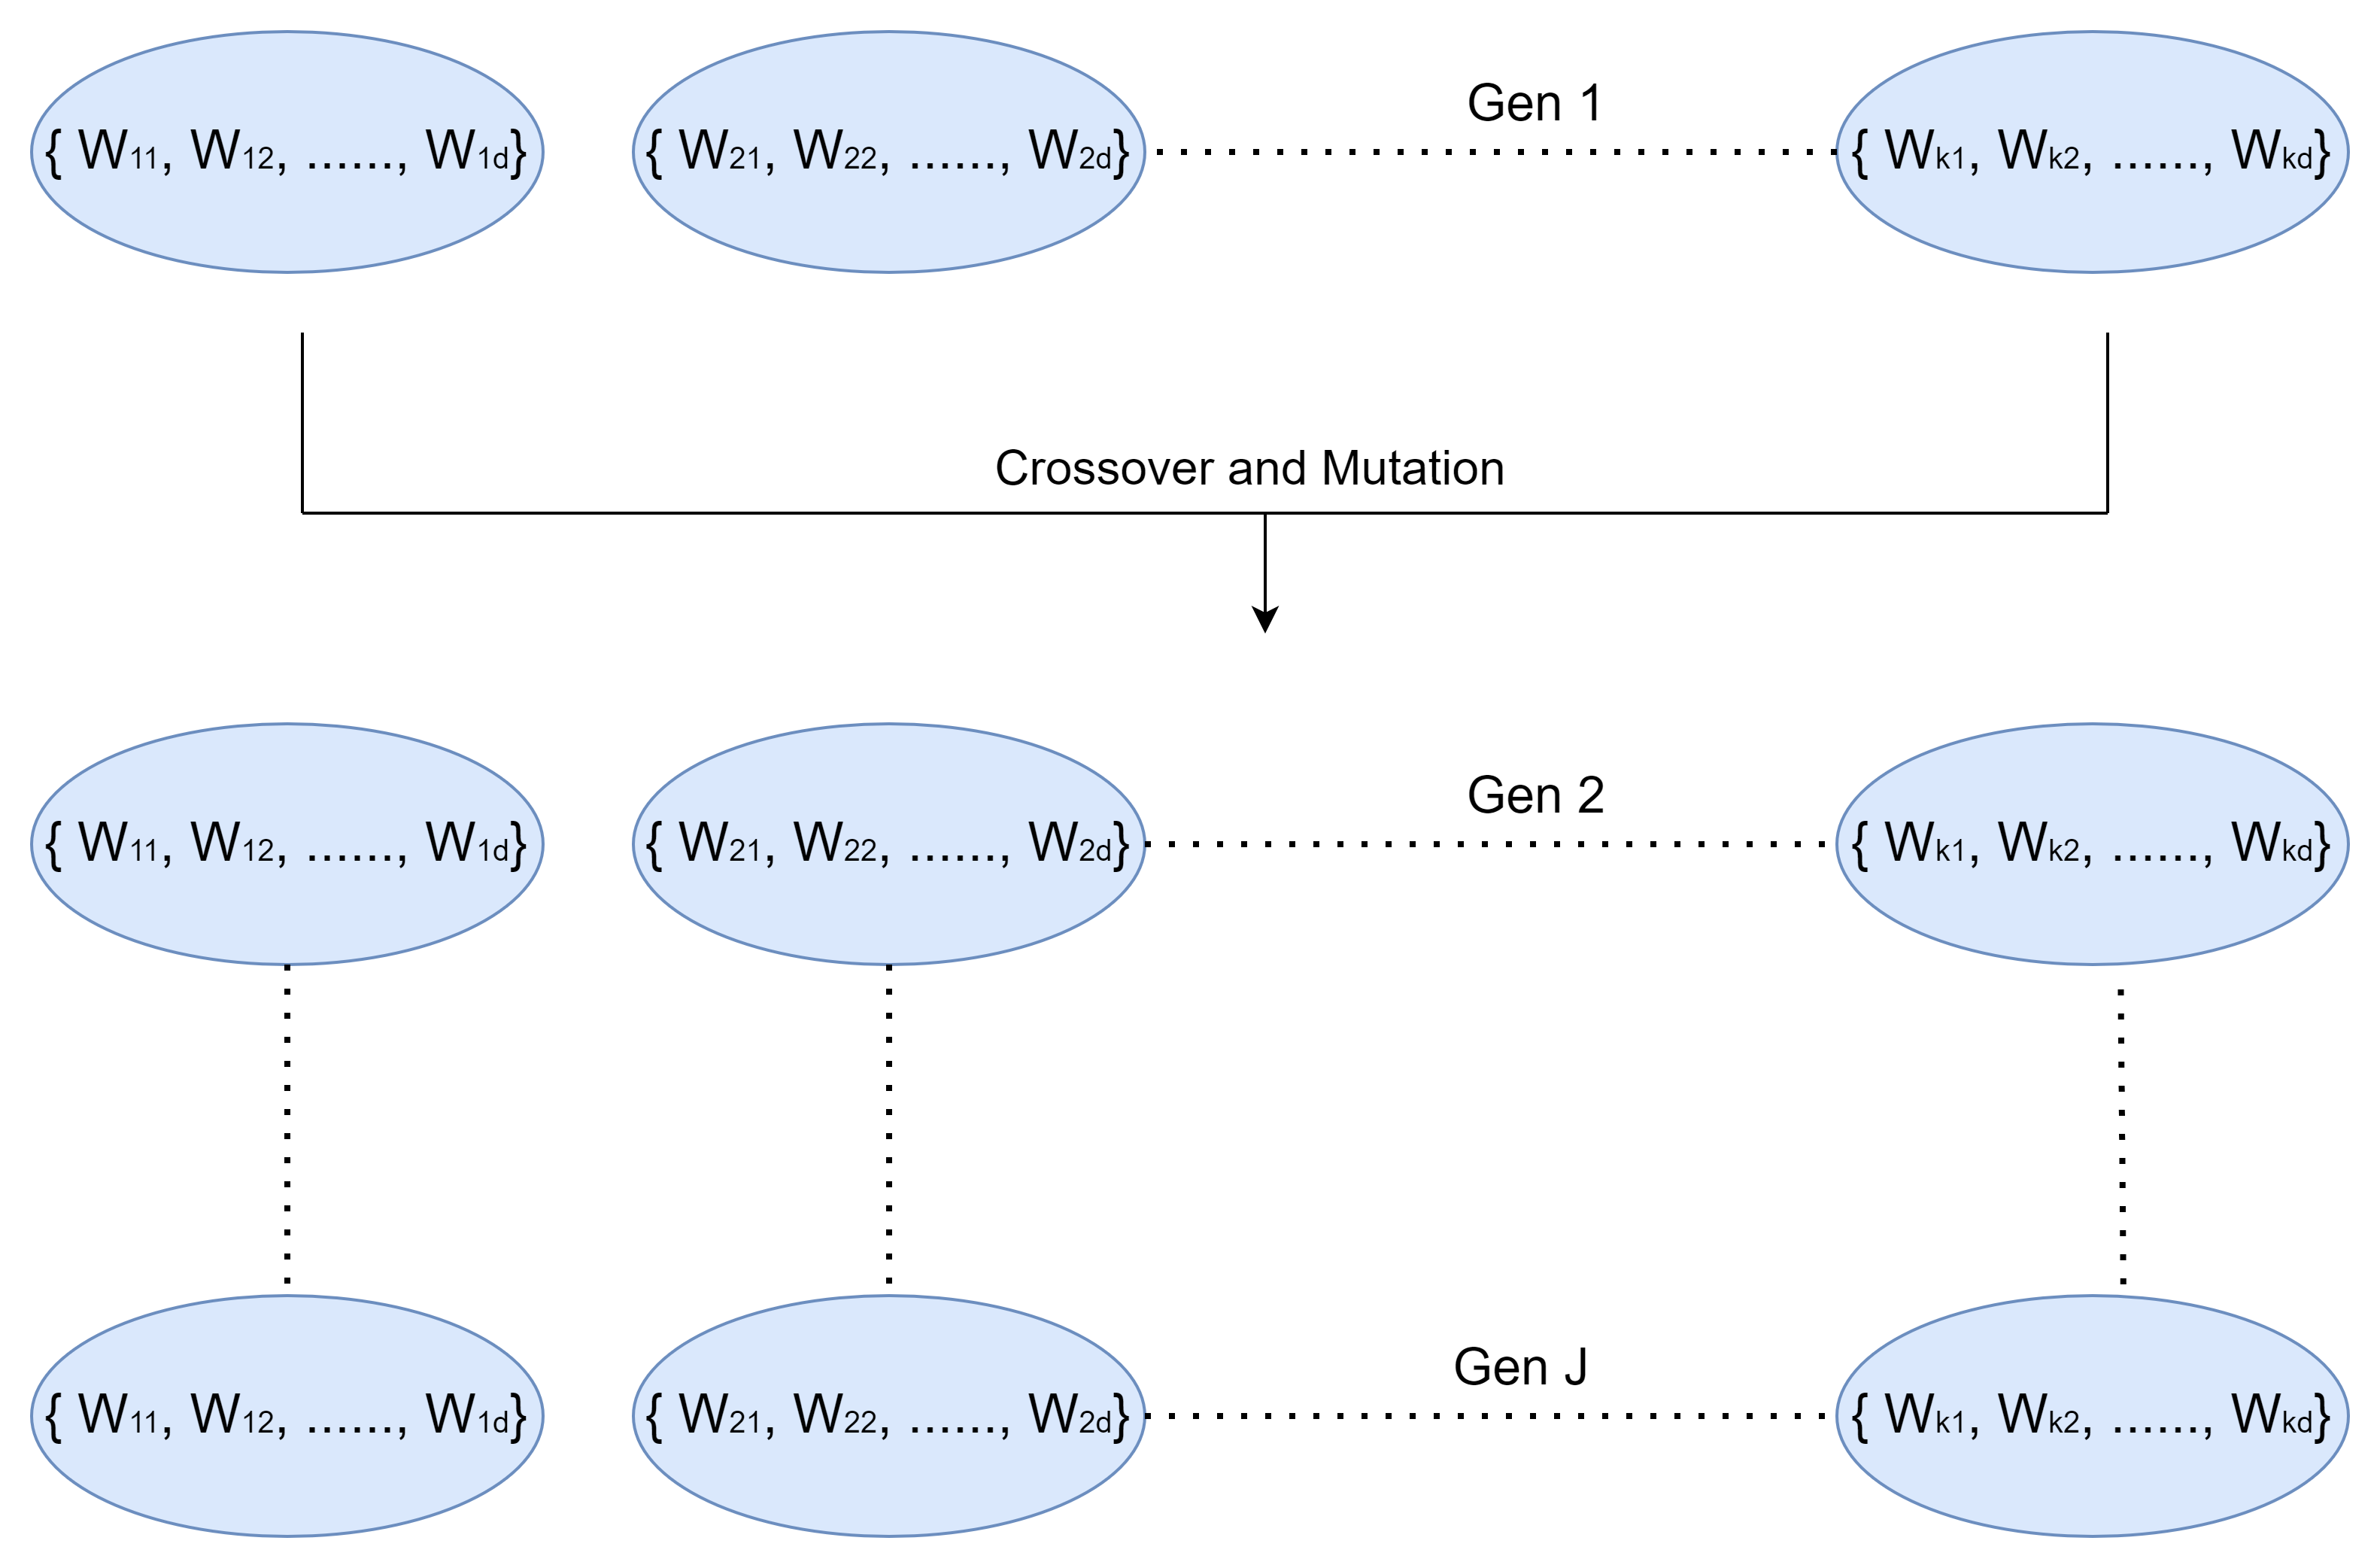 Gen 1
{ W11, W12, ......, W1d} { W21, W22, ......, W2d} { Wk1, Wk2, ......, Wkd}
Crossover and Mutation
Gen 2
{ W11, W12, ......, W1d} { W21, W22, ......, W2d} { Wk1, Wk2, ......, Wkd}
Gen J
{ W11, W12, ......, W1d} { W21, W22, ......, W2d} { Wk1, Wk2, ......, Wkd}